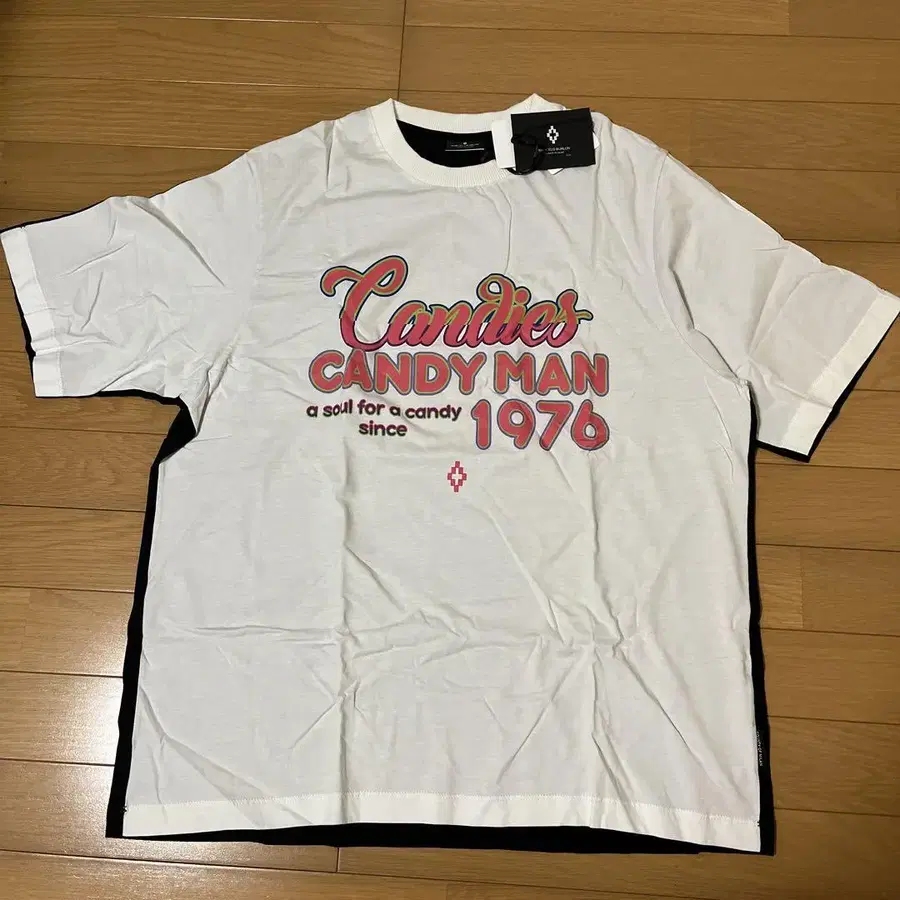 Candies
CANDY MAN
a soul for a candy
since
1976